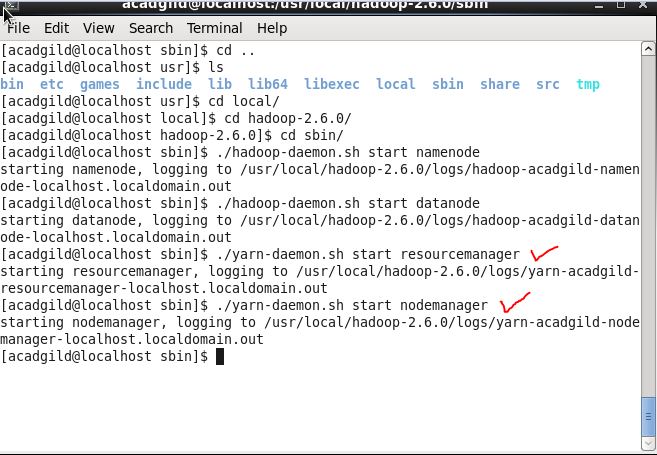 acadgild@localhost:/usr/local/hadoop-2.6.0/sbin
File Edit View Search Terminal Help
[acadgild@localhost sbin]$ cd ..
[acadgild@localhost usr]$ ls
bin etc games include lib lib64 libexec local sbin share src tmp
[acadgild@localhost usr]$ cd local/
[acadgild@localhost local]$ cd hadoop-2.6.0/
[acadgild@localhost hadoop-2.6.0]$ cd sbin/
[acadgild@localhost sbin]$ ./hadoop-daemon.sh start namenode
starting namenode, logging to /usr/local/hadoop-2.6.0/logs/hadoop-acadgild-namen
ode-localhost.localdomain.out
[acadgild@localhost sbin]$ ./hadoop-daemon.sh start datanode
starting datanode, logging to /usr/local/hadoop-2.6.0/logs/hadoop-acadgild-datan
ode-localhost.localdomain.out
[acadgild@localhost sbin]$ ./yarn-daemon.sh start resourcemanager
starting resourcemanager, logging to /usr/local/hadoop-2.6.0/logs/yarn-acadgild-
resourcemanager-localhost.localdomain.out
[acadgild@localhost sbin]$ ./yarn-daemon.sh start nodemanager
starting nodemanager, logging to /usr/local/hadoop-2.6.0/logs/yarn-acadgild-node
manager-localhost.localdomain.out
[acadgild@localhost sbin]$